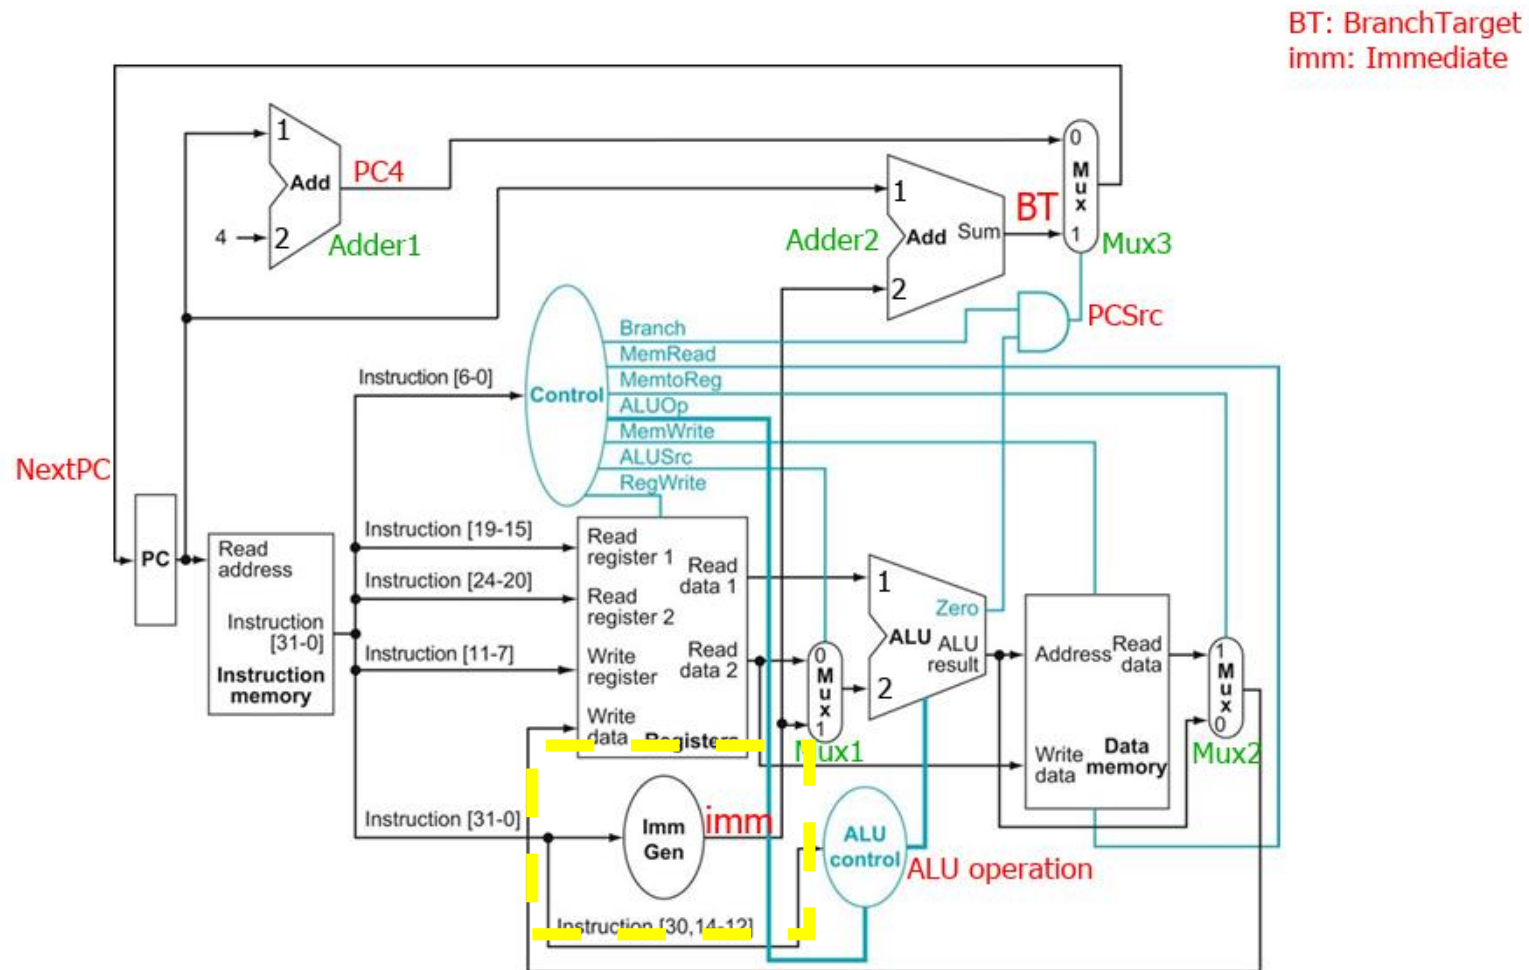 BT: BranchTarget
imm: Immediate
1
Add
2
4
PC4
Adder1
1
Add
Sum
2
Adder2
BT
0
Mux
1
Mux3
PCSrc
Branch
MemRead
MemtoReg
ALUOp
MemWrite
ALUSrc
RegWrite
Control
Instruction [6-0]
NextPC
PC
Read
address
Instruction
[31-0]
Instruction
memory
Instruction [19-15]
Instruction [24-20]
Instruction [11-7]
Read
register 1
Read
register 2
Write
register
Write
data
Read
data 1
Read
data 2
Registers
0
Mux
1
Mux1
1
Zero
ALU
ALU
result
2
Address
Read
data
Write
data
Data
memory
1
Mux
0
Mux2
Instruction [31-0]
Imm
Gen
imm
ALU
control
ALU operation
Instruction [30,14-12]